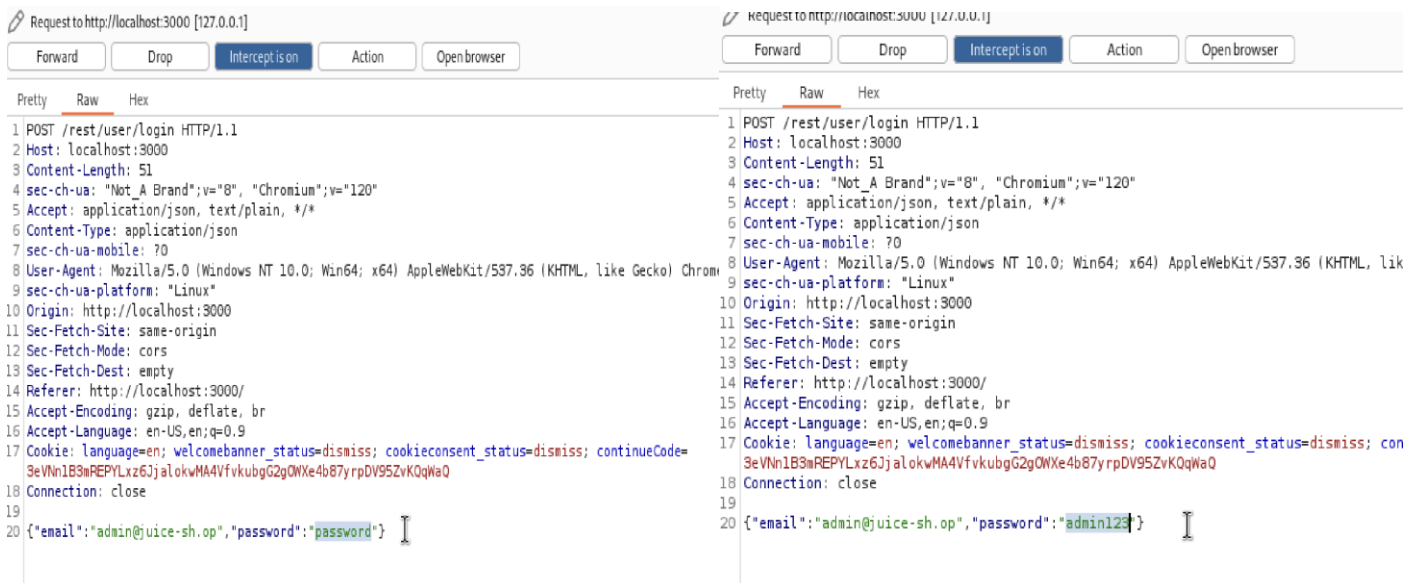 Request to http://localhost:3000 [127.0.0.1]
Forward Drop Intercept is on Action Open browser
Pretty Raw Hex
1 POST /rest/user/login HTTP/1.1
2 Host: localhost:3000
3 Content-Length: 51
4 sec-ch-ua: "Not_A Brand";v="8", "Chromium";v="120"
5 Accept: application/json, text/plain, */*
6 Content-Type: application/json
7 sec-ch-ua-mobile: ?0
8 User-Agent: Mozilla/5.0 (Windows NT 10.0; Win64; x64) AppleWebKit/537.36 (KHTML, like Gecko) Chrome
9 sec-ch-ua-platform: "Linux"
10 Origin: http://localhost:3000
11 Sec-Fetch-Site: same-origin
12 Sec-Fetch-Mode: cors
13 Sec-Fetch-Dest: empty
14 Referer: http://localhost:3000/
15 Accept-Encoding: gzip, deflate, br
16 Accept-Language: en-US,en;q=0.9
17 Cookie: language=en; welcomebanner_status=dismiss; cookieconsent_status=dismiss; continueCode=
3eVNn1B3mREPYLxz6JjalokwMA4VfvkubgG2gOWXe4b87yrpDV95ZvKQqWaQ
18 Connection: close
19
20 {"email":"admin@juice-sh.op","password":"password"}
Request to http://localhost:3000 [127.0.0.1]
Forward Drop Intercept is on Action Open browser
Pretty Raw Hex
1 POST /rest/user/login HTTP/1.1
2 Host: localhost:3000
3 Content-Length: 51
4 sec-ch-ua: "Not_A Brand";v="8", "Chromium";v="120"
5 Accept: application/json, text/plain, */*
6 Content-Type: application/json
7 sec-ch-ua-mobile: ?0
8 User-Agent: Mozilla/5.0 (Windows NT 10.0; Win64; x64) AppleWebKit/537.36 (KHTML, lik
9 sec-ch-ua-platform: "Linux"
10 Origin: http://localhost:3000
11 Sec-Fetch-Site: same-origin
12 Sec-Fetch-Mode: cors
13 Sec-Fetch-Dest: empty
14 Referer: http://localhost:3000/
15 Accept-Encoding: gzip, deflate, br
16 Accept-Language: en-US,en;q=0.9
17 Cookie: language=en; welcomebanner_status=dismiss; cookieconsent_status=dismiss; con
3eVNn1B3mREPYLxz6JjalokwMA4VfvkubgG2gOWXe4b87yrpDV95ZvKQqWaQ
18 Connection: close
19
20 {"email":"admin@juice-sh.op","password":"admin123"}